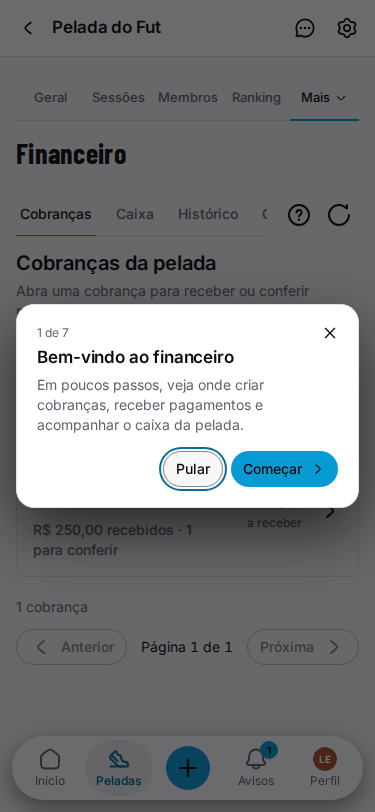 Pelada do Fut
Geral Sessões Membros Ranking Mais
Financeiro
Cobranças Caixa Histórico
Cobranças da pelada
Abra uma cobrança para receber ou conferir
1 de 7
Bem-vindo ao financeiro
Em poucos passos, veja onde criar
cobranças, receber pagamentos e
acompanhar o caixa da pelada.
Pular Começar
R$ 250,00 recebidos · 1
para conferir
a receber
1 cobrança
Anterior Página 1 de 1 Próxima
1
LE
Início Peladas Avisos Perfil